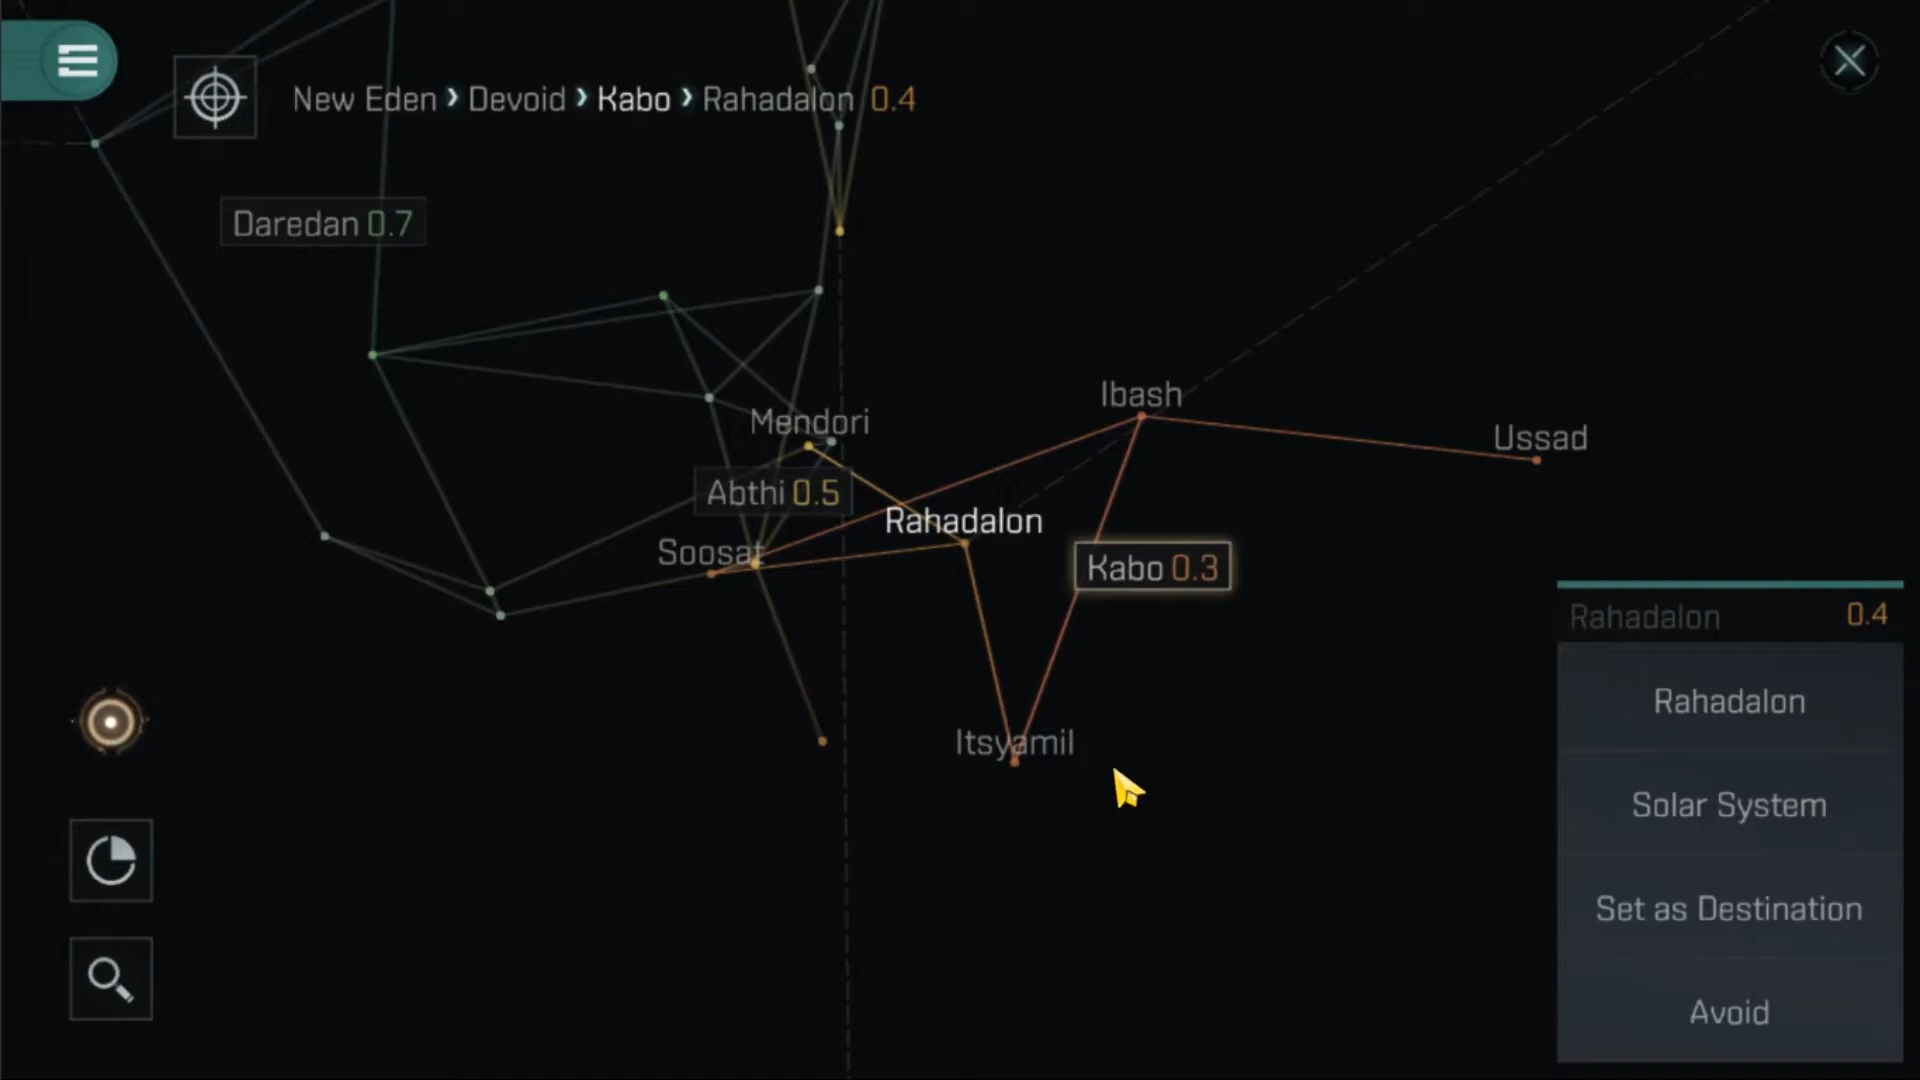 New Eden › Devoid › Kabo › Rahadalon 0.4
Daredan 0.7
Ibash
Mendori
Ussad
Abthi 0.5
Rahadalon
Soosat
Kabo 0.3
Itsyamil
Rahadalon 0.4
Rahadalon
Solar System
Set as Destination
Avoid